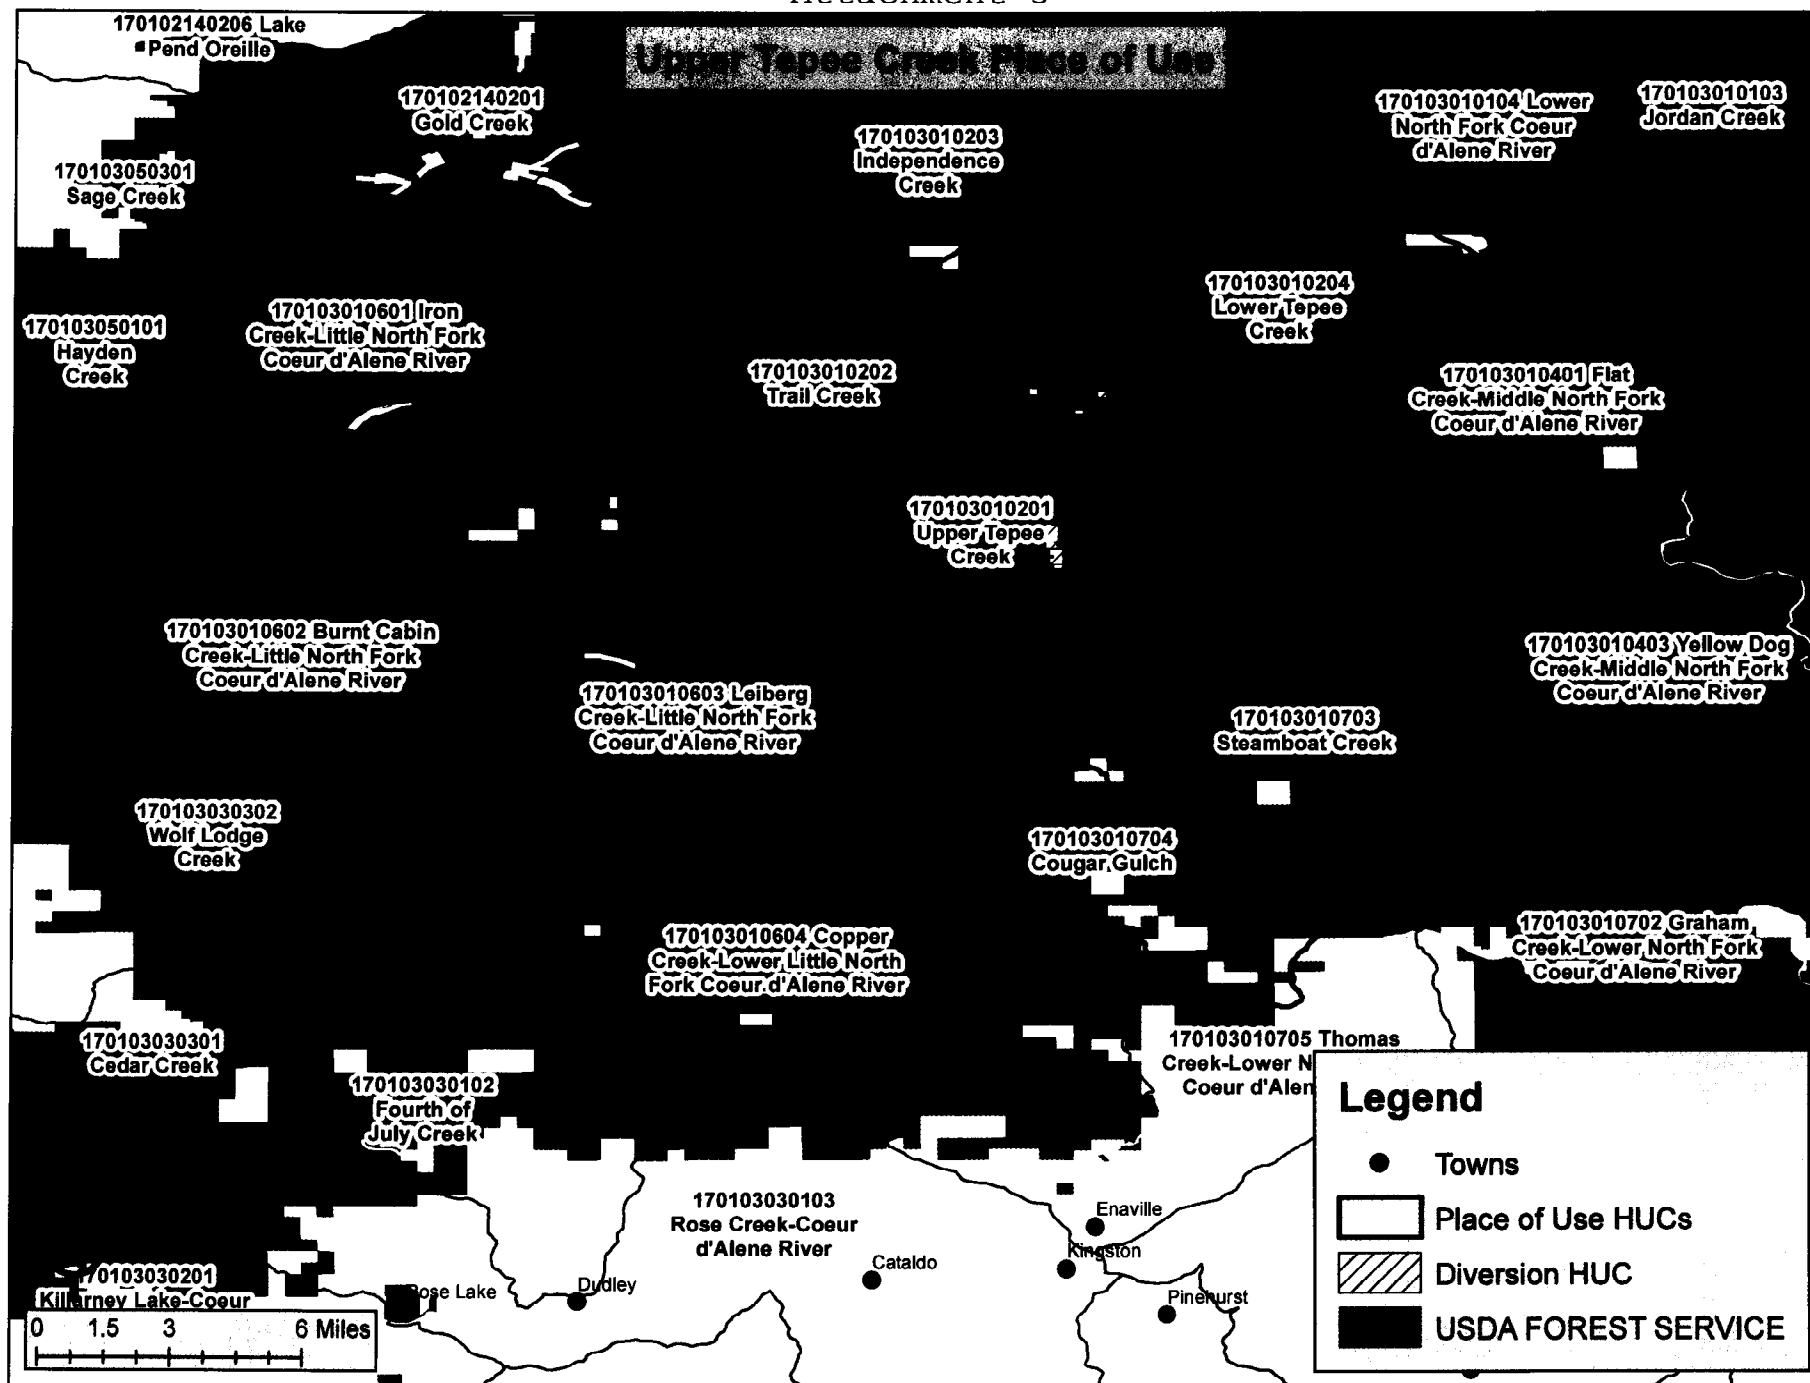 Upper Tepee Creek Place of Use
170102140206 Lake
Pend Oreille
170102140201
Gold Creek
170103010203
Independence
Creek
170103010104 Lower
North Fork Coeur
d'Alene River
170103010103
Jordan Creek
170103050301
Sage Creek
170103010204
Lower Tepee
Creek
170103010601 Iron
Creek-Little North Fork
Coeur d'Alene River
170103050101
Hayden
Creek
170103010202
Trail Creek
170103010401 Flat
Creek-Middle North Fork
Coeur d'Alene River
170103010201
Upper Tepee
Creek
170103010602 Burnt Cabin
Creek-Little North Fork
Coeur d'Alene River
170103010403 Yellow Dog
Creek-Middle North Fork
Coeur d'Alene River
170103010603 Leiberg
Creek-Little North Fork
Coeur d'Alene River
170103010703
Steamboat Creek
170103030302
Wolf Lodge
Creek
170103010704
Cougar Gulch
170103010604 Copper
Creek-Lower Little North
Fork Coeur d'Alene River
170103010702 Graham
Creek-Lower North Fork
Coeur d'Alene River
170103030301
Cedar Creek
170103010705 Thomas
Creek-Lower N
Coeur d'Alen
170103030102
Fourth of
July Creek
170103030103
Rose Creek-Coeur
d'Alene River
Enaville
Kingston
Cataldo
Pinehurst
Dudley
Rose Lake
170103030201
Killarney Lake-Coeur
0 1.5 3 6 Miles
Legend
Towns
Place of Use HUCs
Diversion HUC
USDA FOREST SERVICE